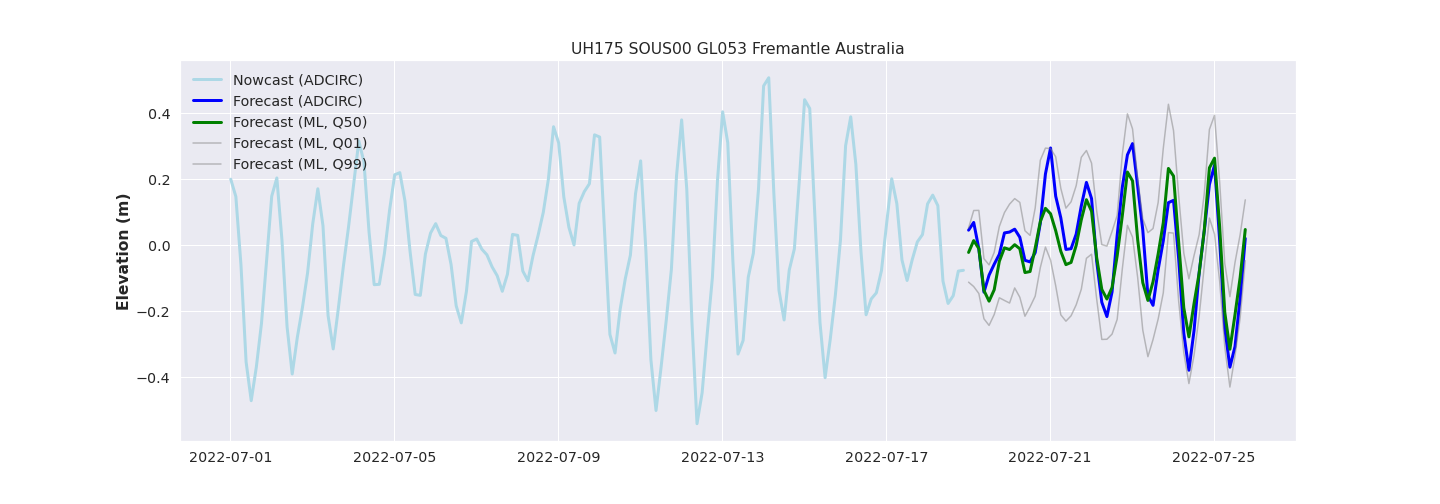 UH175 SOUS00 GL053 Fremantle Australia
Nowcast (ADCIRC)
Forecast (ADCIRC)
Forecast (ML, Q50)
Forecast (ML, Q01)
Forecast (ML, Q99)
Elevation (m)
0.4
0.2
0.0
−0.2
−0.4
2022-07-01
2022-07-05
2022-07-09
2022-07-13
2022-07-17
2022-07-21
2022-07-25